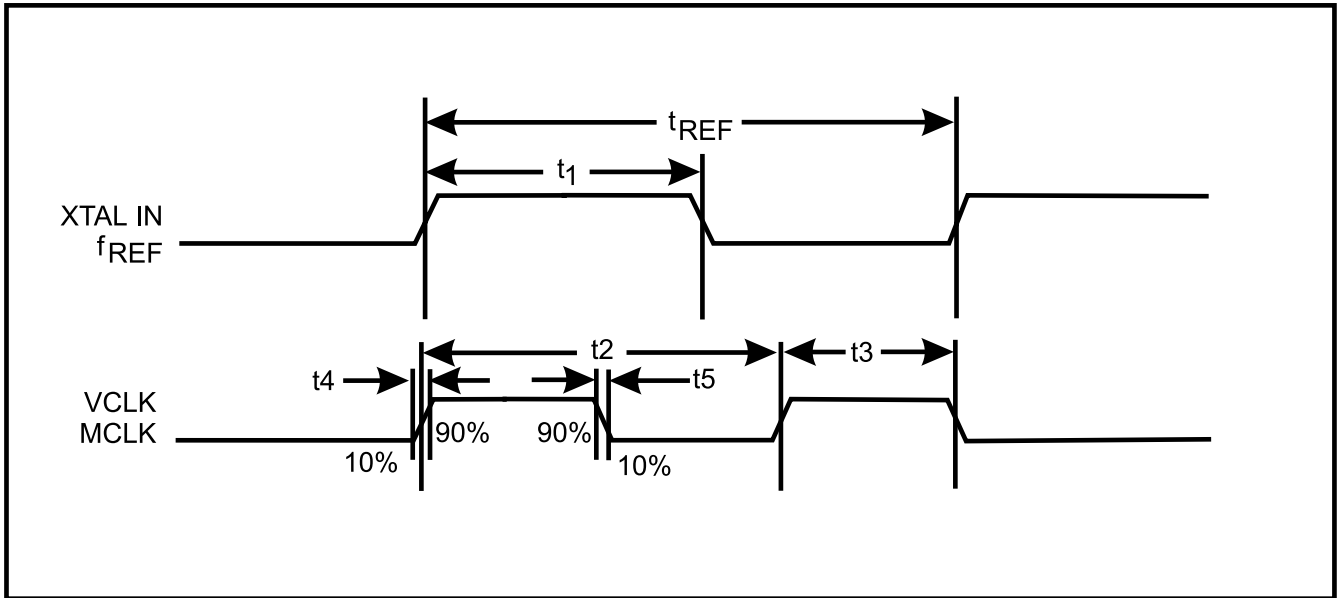 tREF
t1
XTAL IN
fREF
t2
t3
t4
t5
VCLK
MCLK
90%
90%
10%
10%